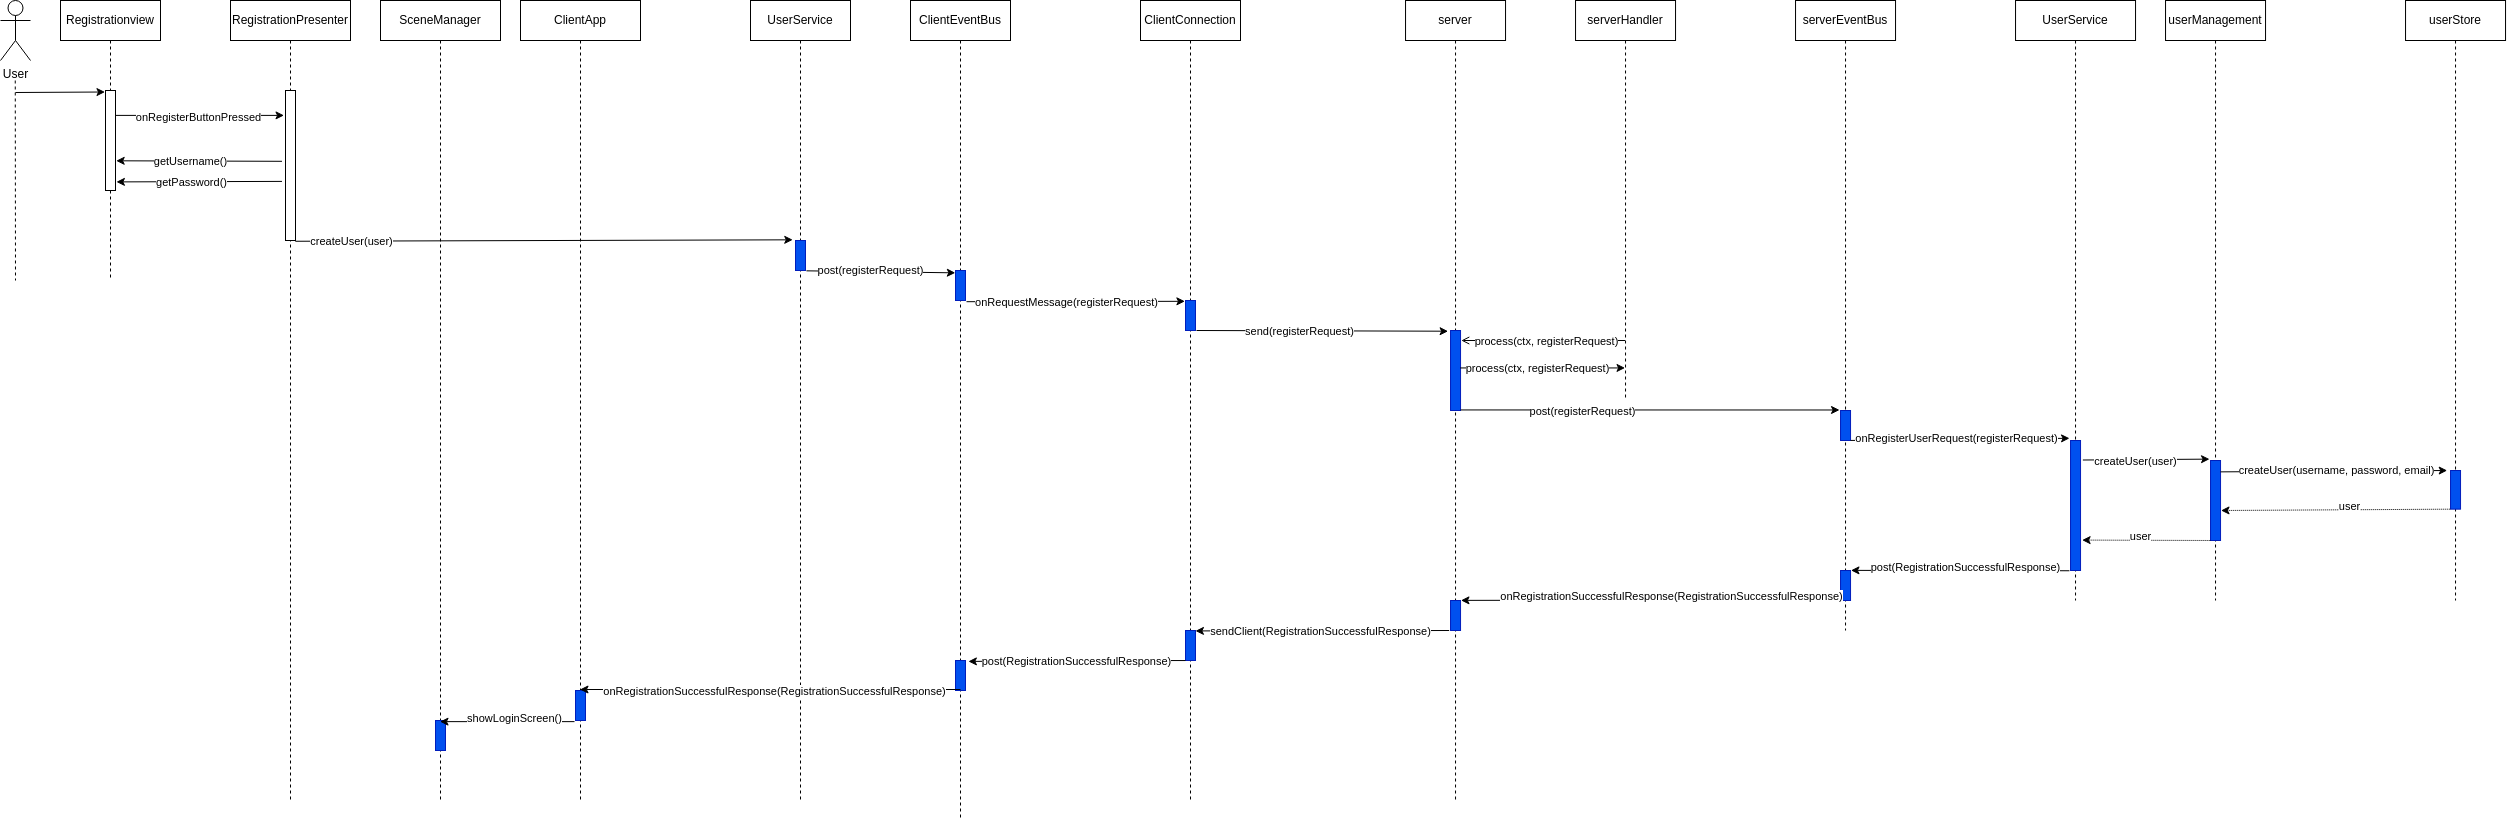 Registrationview
RegistrationPresenter
SceneManager
ClientApp
UserService
ClientEventBus
ClientConnection
server
serverHandler
serverEventBus
UserService
userManagement
userStore
User
onRegisterButtonPressed
getUsername()
getPassword()
createUser(user)
post(registerRequest)
onRequestMessage(registerRequest)
send(registerRequest)
process(ctx, registerRequest)
process(ctx, registerRequest)
post(registerRequest)
onRegisterUserRequest(registerRequest)
createUser(user)
createUser(username, password, email)
user
user
post(RegistrationSuccessfulResponse)
onRegistrationSuccessfulResponse(RegistrationSuccessfulResponse)
sendClient(RegistrationSuccessfulResponse)
post(RegistrationSuccessfulResponse)
onRegistrationSuccessfulResponse(RegistrationSuccessfulResponse)
showLoginScreen()